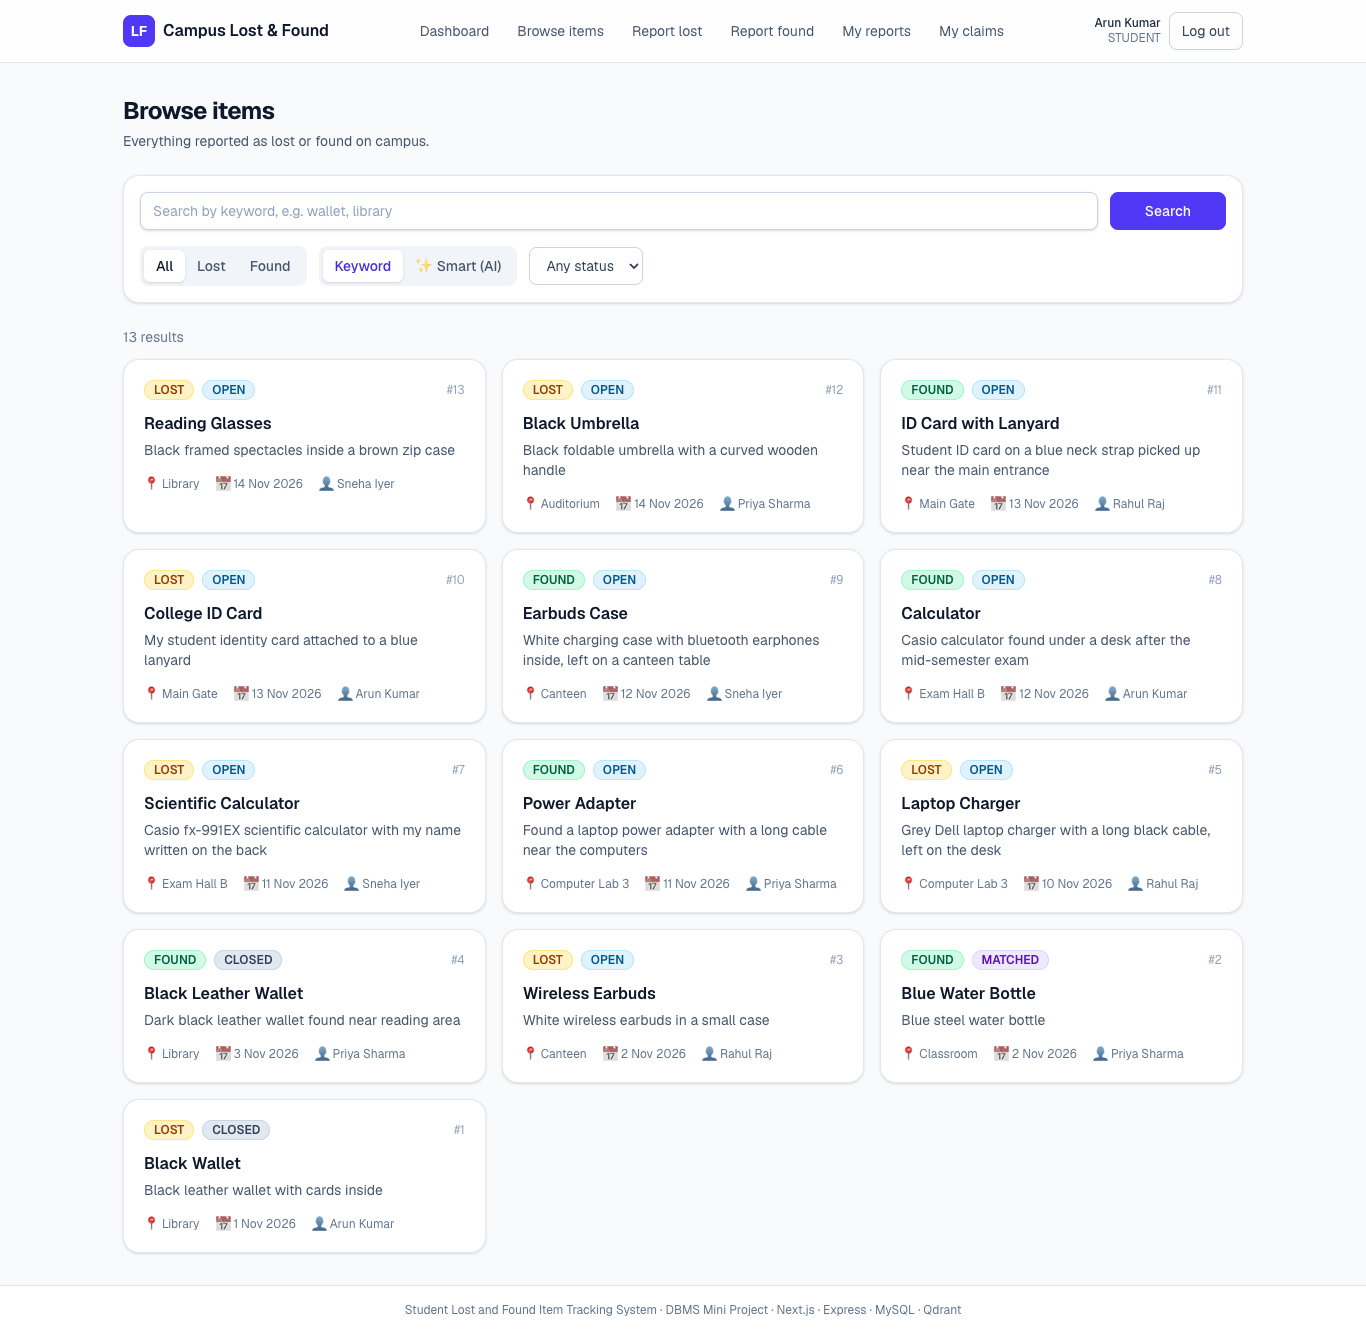 LF Campus Lost & Found Dashboard Browse items Report lost Report found My reports My claims Arun Kumar
STUDENT Log out
Browse items
Everything reported as lost or found on campus.
Search by keyword, e.g. wallet, library Search
All Lost Found Keyword ✨ Smart (AI) Any status
13 results
LOST OPEN #13
Reading Glasses
Black framed spectacles inside a brown zip case
Library 14 Nov 2026 Sneha Iyer
LOST OPEN #12
Black Umbrella
Black foldable umbrella with a curved wooden
handle
Auditorium 14 Nov 2026 Priya Sharma
FOUND OPEN #11
ID Card with Lanyard
Student ID card on a blue neck strap picked up
near the main entrance
Main Gate 13 Nov 2026 Rahul Raj
LOST OPEN #10
College ID Card
My student identity card attached to a blue
lanyard
Main Gate 13 Nov 2026 Arun Kumar
FOUND OPEN #9
Earbuds Case
White charging case with bluetooth earphones
inside, left on a canteen table
Canteen 12 Nov 2026 Sneha Iyer
FOUND OPEN #8
Calculator
Casio calculator found under a desk after the
mid-semester exam
Exam Hall B 12 Nov 2026 Arun Kumar
LOST OPEN #7
Scientific Calculator
Casio fx-991EX scientific calculator with my name
written on the back
Exam Hall B 11 Nov 2026 Sneha Iyer
FOUND OPEN #6
Power Adapter
Found a laptop power adapter with a long cable
near the computers
Computer Lab 3 11 Nov 2026 Priya Sharma
LOST OPEN #5
Laptop Charger
Grey Dell laptop charger with a long black cable,
left on the desk
Computer Lab 3 10 Nov 2026 Rahul Raj
FOUND CLOSED #4
Black Leather Wallet
Dark black leather wallet found near reading area
Library 3 Nov 2026 Priya Sharma
LOST OPEN #3
Wireless Earbuds
White wireless earbuds in a small case
Canteen 2 Nov 2026 Rahul Raj
FOUND MATCHED #2
Blue Water Bottle
Blue steel water bottle
Classroom 2 Nov 2026 Priya Sharma
LOST CLOSED #1
Black Wallet
Black leather wallet with cards inside
Library 1 Nov 2026 Arun Kumar
Student Lost and Found Item Tracking System · DBMS Mini Project · Next.js · Express · MySQL · Qdrant